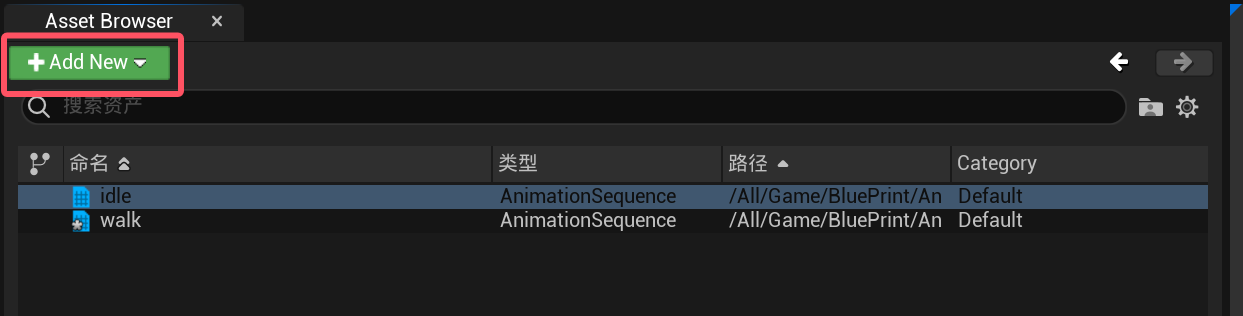 Asset Browser
Add New
搜索资产
命名 类型 路径 Category
idle AnimationSequence /All/Game/BluePrint/An Default
walk AnimationSequence /All/Game/BluePrint/An Default